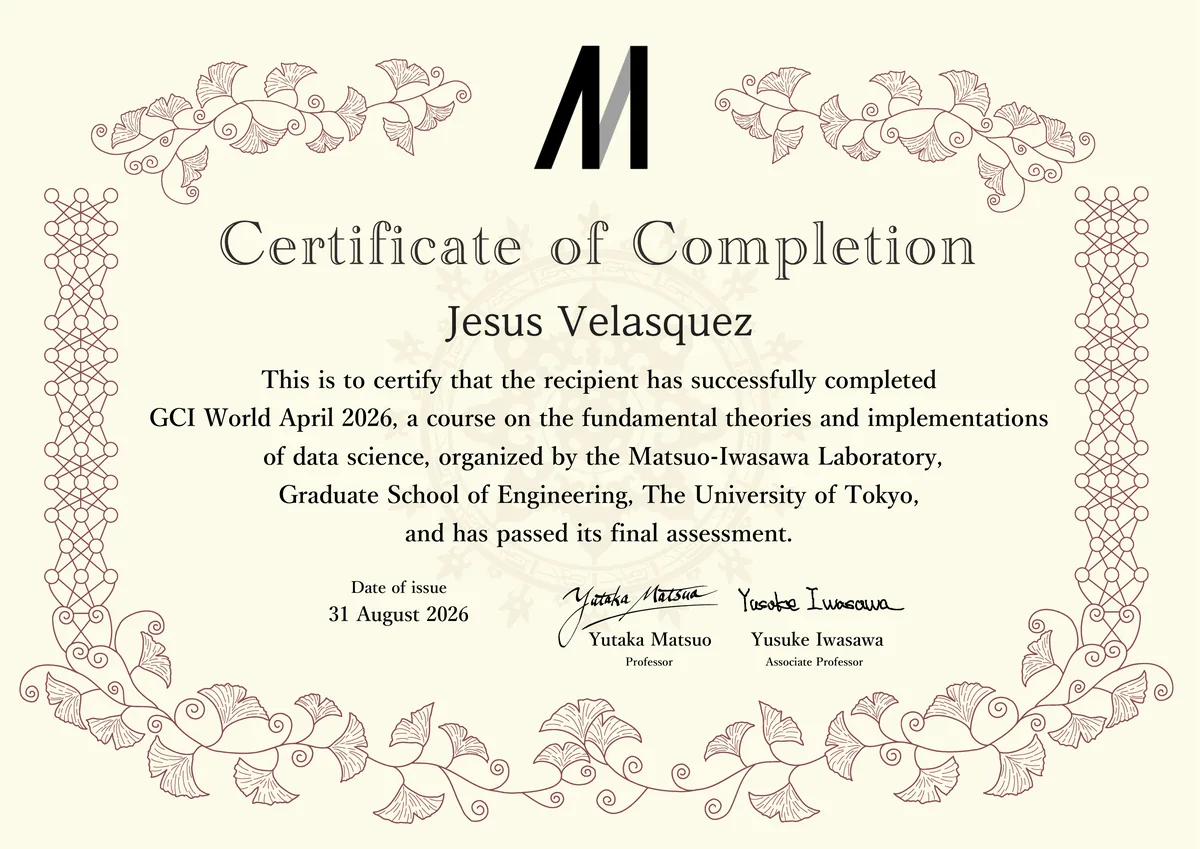 Certificate of Completion
Jesus Velasquez
This is to certify that the recipient has successfully completed
GCI World April 2026, a course on the fundamental theories and implementations
of data science, organized by the Matsuo-Iwasawa Laboratory,
Graduate School of Engineering, The University of Tokyo,
and has passed its final assessment.
Date of issue
31 August 2026
Yutaka Matsuo
Yusuke Iwasawa
Yutaka Matsuo
Professor
Yusuke Iwasawa
Associate Professor